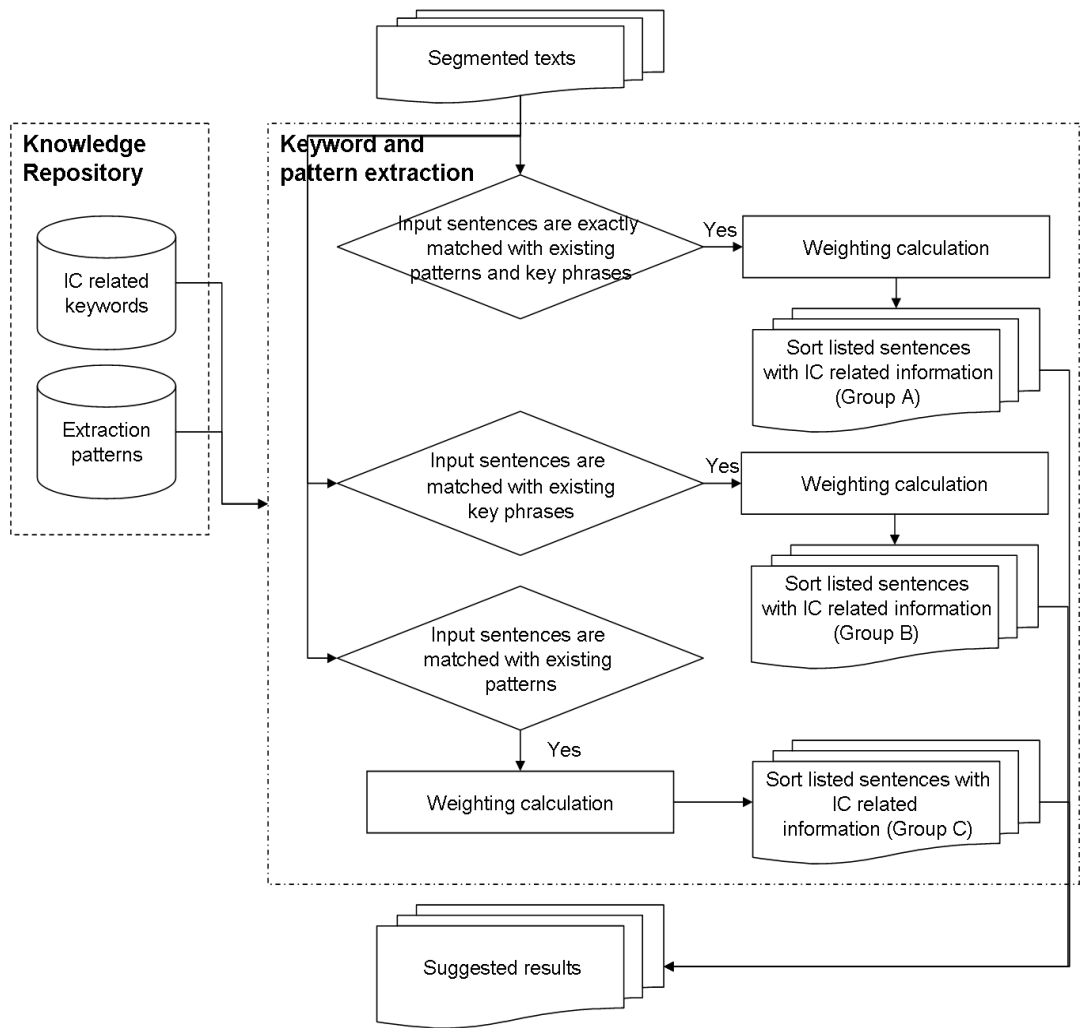 Segmented texts
Knowledge
Repository
IC related
keywords
Extraction
patterns
Keyword and
pattern extraction
Input sentences are exactly
matched with existing
patterns and key phrases
Yes
Weighting calculation
Sort listed sentences
with IC related information
(Group A)
Input sentences are
matched with existing
key phrases
Yes
Weighting calculation
Sort listed sentences
with IC related information
(Group B)
Input sentences are
matched with existing
patterns
Yes
Weighting calculation
Sort listed sentences with
IC related
information (Group C)
Suggested results